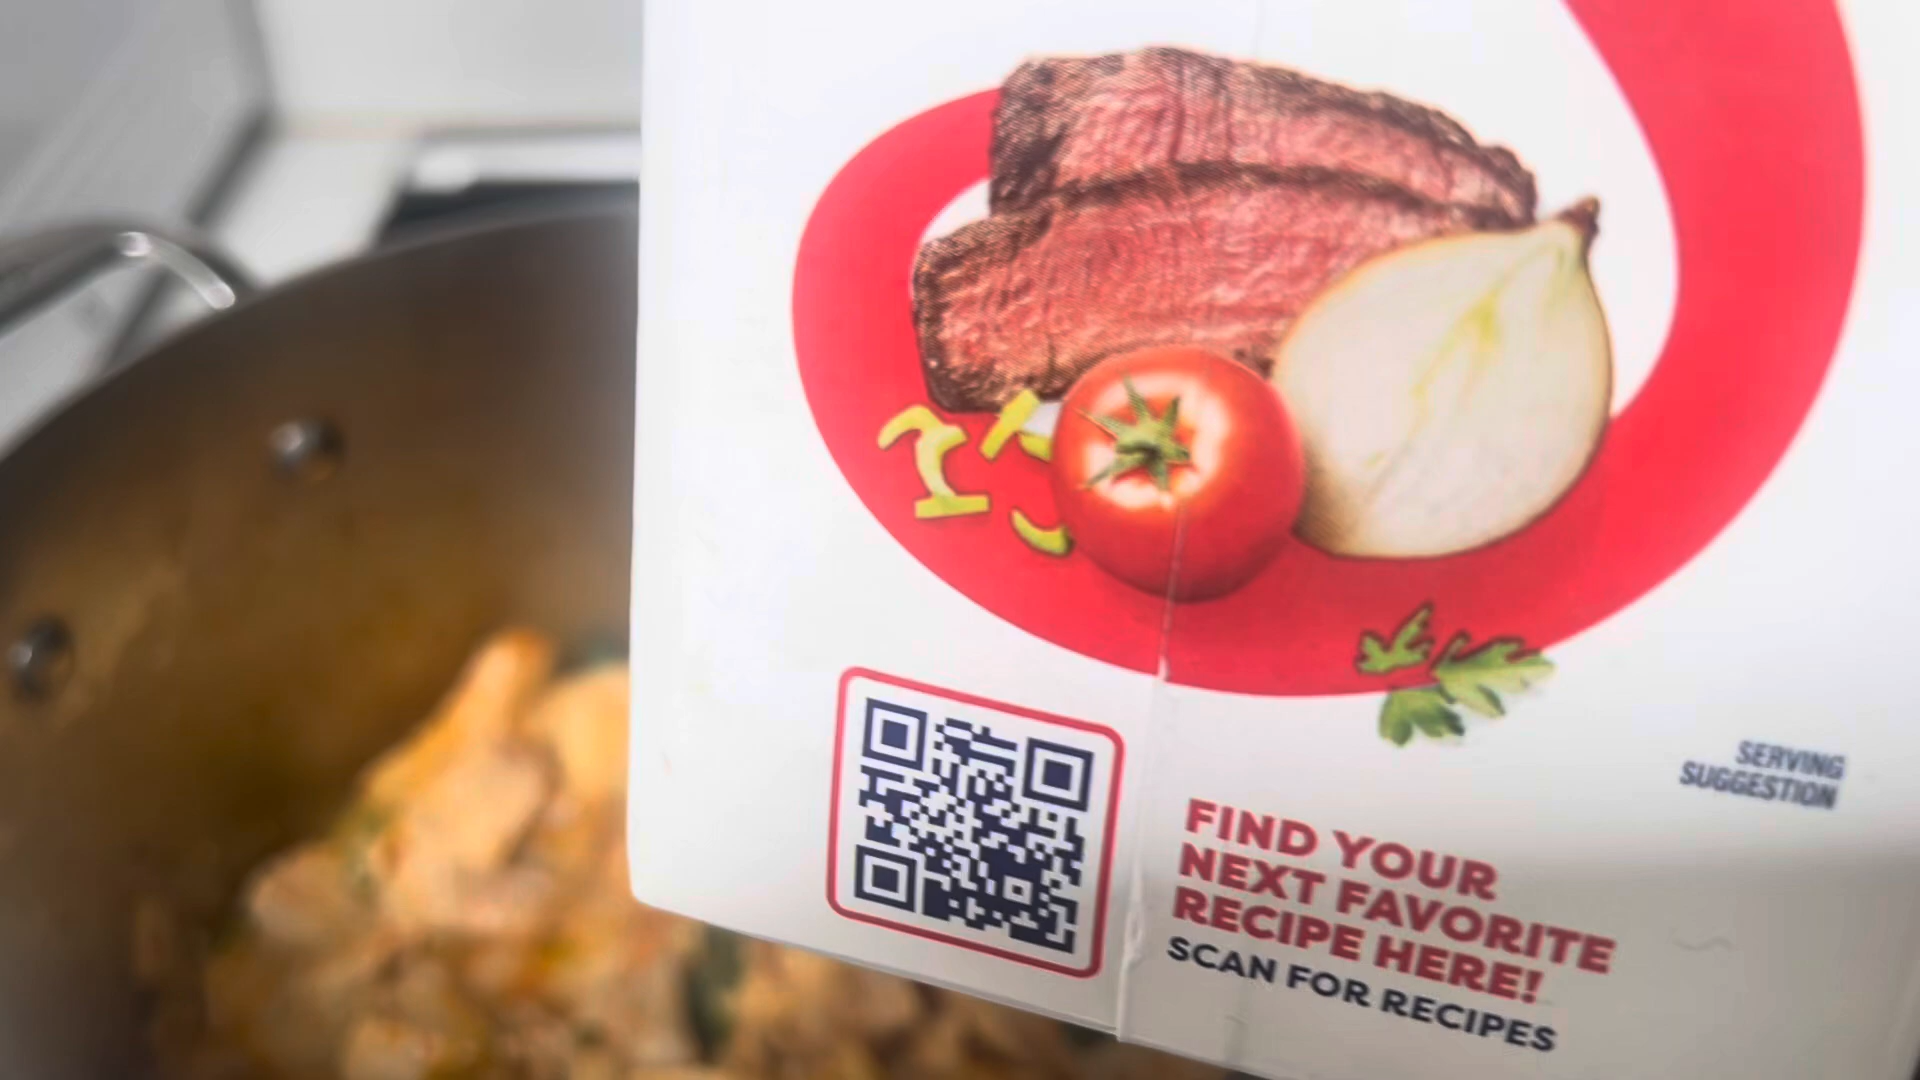 SERVING
SUGGESTION
FIND YOUR
NEXT FAVORITE
RECIPE HERE!
SCAN FOR RECIPES